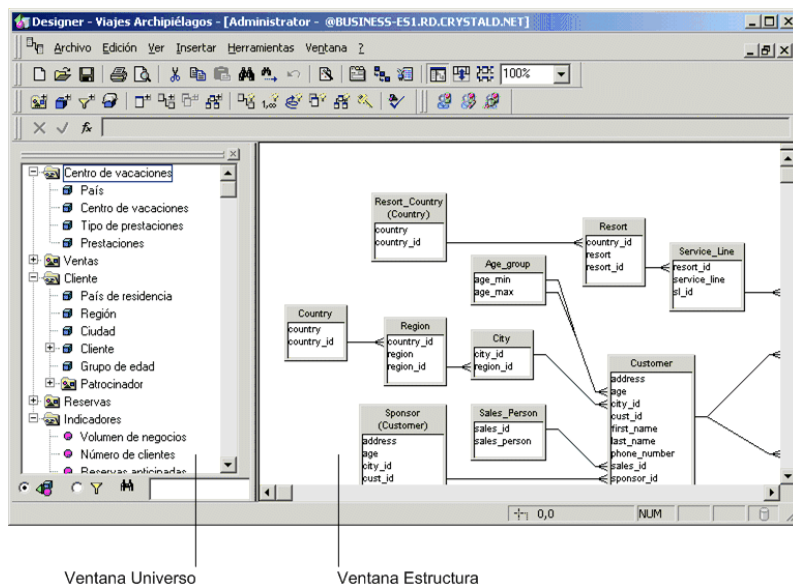 Designer - Viajes Archipiélagos - [Administrator - @BUSINESS-ES1.RD.CRYSTALD.NET]
Archivo Edición Ver Insertar Herramientas Ventana ?
100%
Centro de vacaciones
País
Centro de vacaciones
Tipo de prestaciones
Prestaciones
Ventas
Cliente
País de residencia
Región
Ciudad
Cliente
Grupo de edad
Patrocinador
Reservas
Indicadores
Volumen de negocios
Número de clientes
Reservas anticipadas
Resort_Country
(Country)
country
country_id
Resort
country_id
resort
resort_id
Service_Line
resort_id
service_line
sl_id
Age_group
age_min
age_max
Country
country
country_id
Region
country_id
region
region_id
City
city_id
region_id
Customer
address
age
city_id
cust_id
first_name
last_name
phone_number
sales_id
sponsor_id
Sponsor
(Customer)
address
age
city_id
cust_id
Sales_Person
sales_id
sales_person
0,0
NUM
Ventana Universo
Ventana Estructura